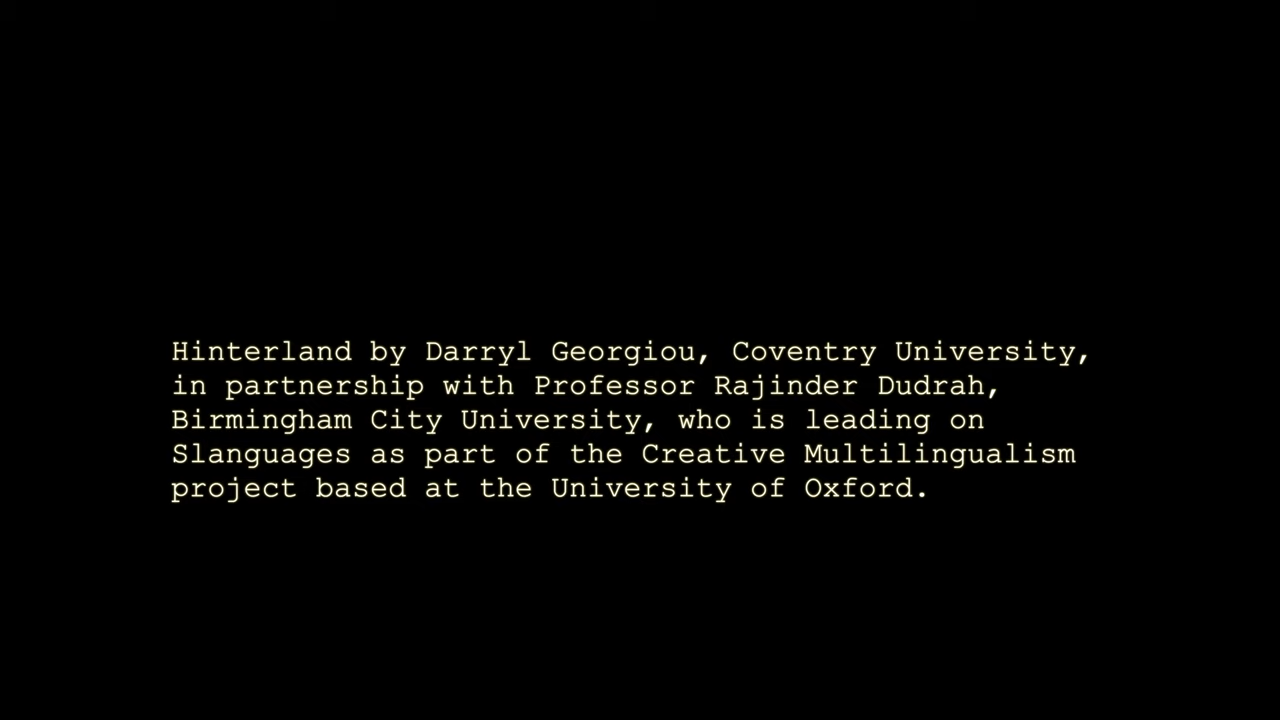 Hinterland by Darryl Georgiou, Coventry University,
in partnership with Professor Rajinder Dudrah,
Birmingham City University, who is leading on
Slanguages as part of the Creative Multilingualism
project based at the University of Oxford.